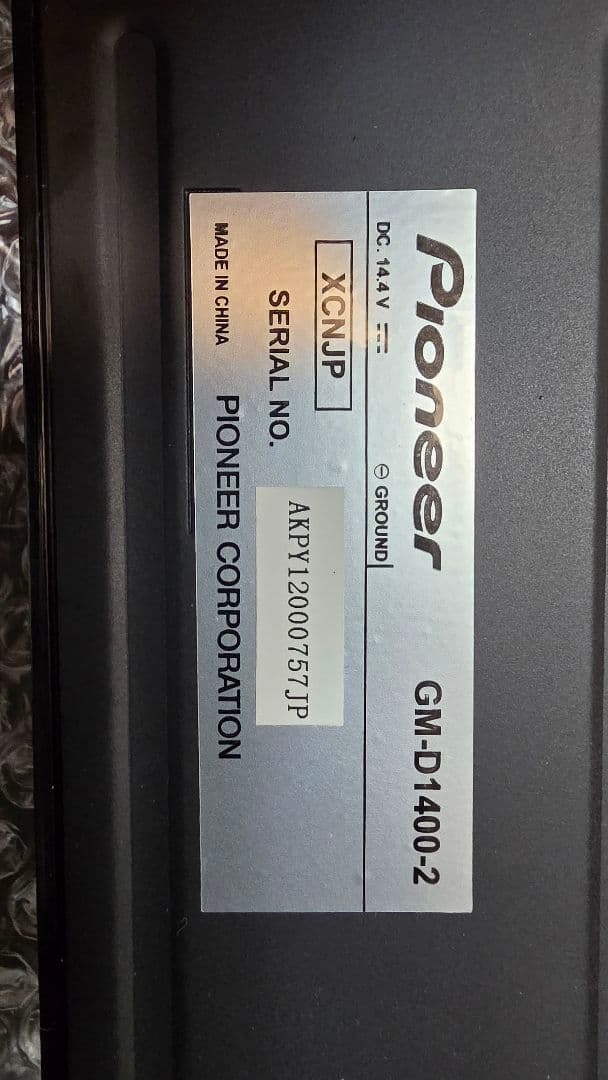 Pioneer GM-D1400-2
DC. 14.4 V ⎓ ⊖ GROUND
XCNJP
SERIAL NO. AKPY12000757JP
MADE IN CHINA PIONEER CORPORATION